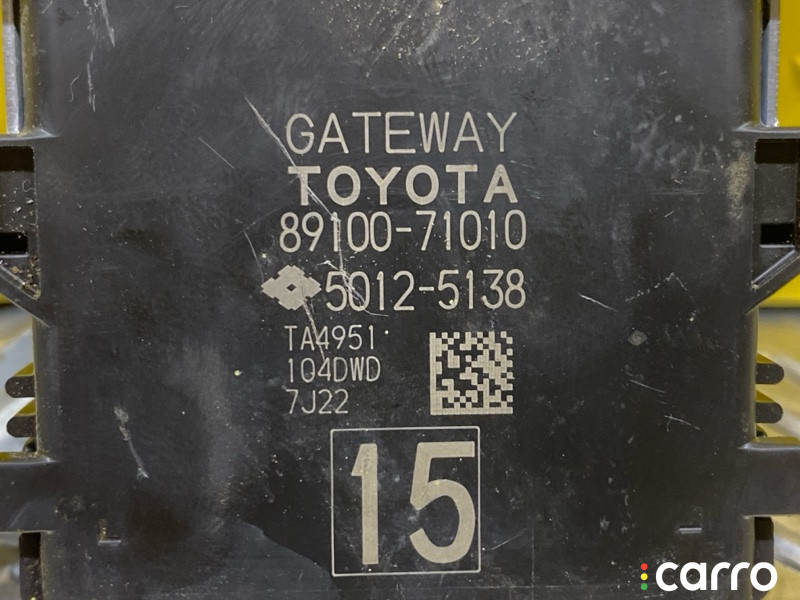 GATEWAY
TOYOTA
89100-71010
5012-5138
TA4951
104DWD
7J22
15
carro